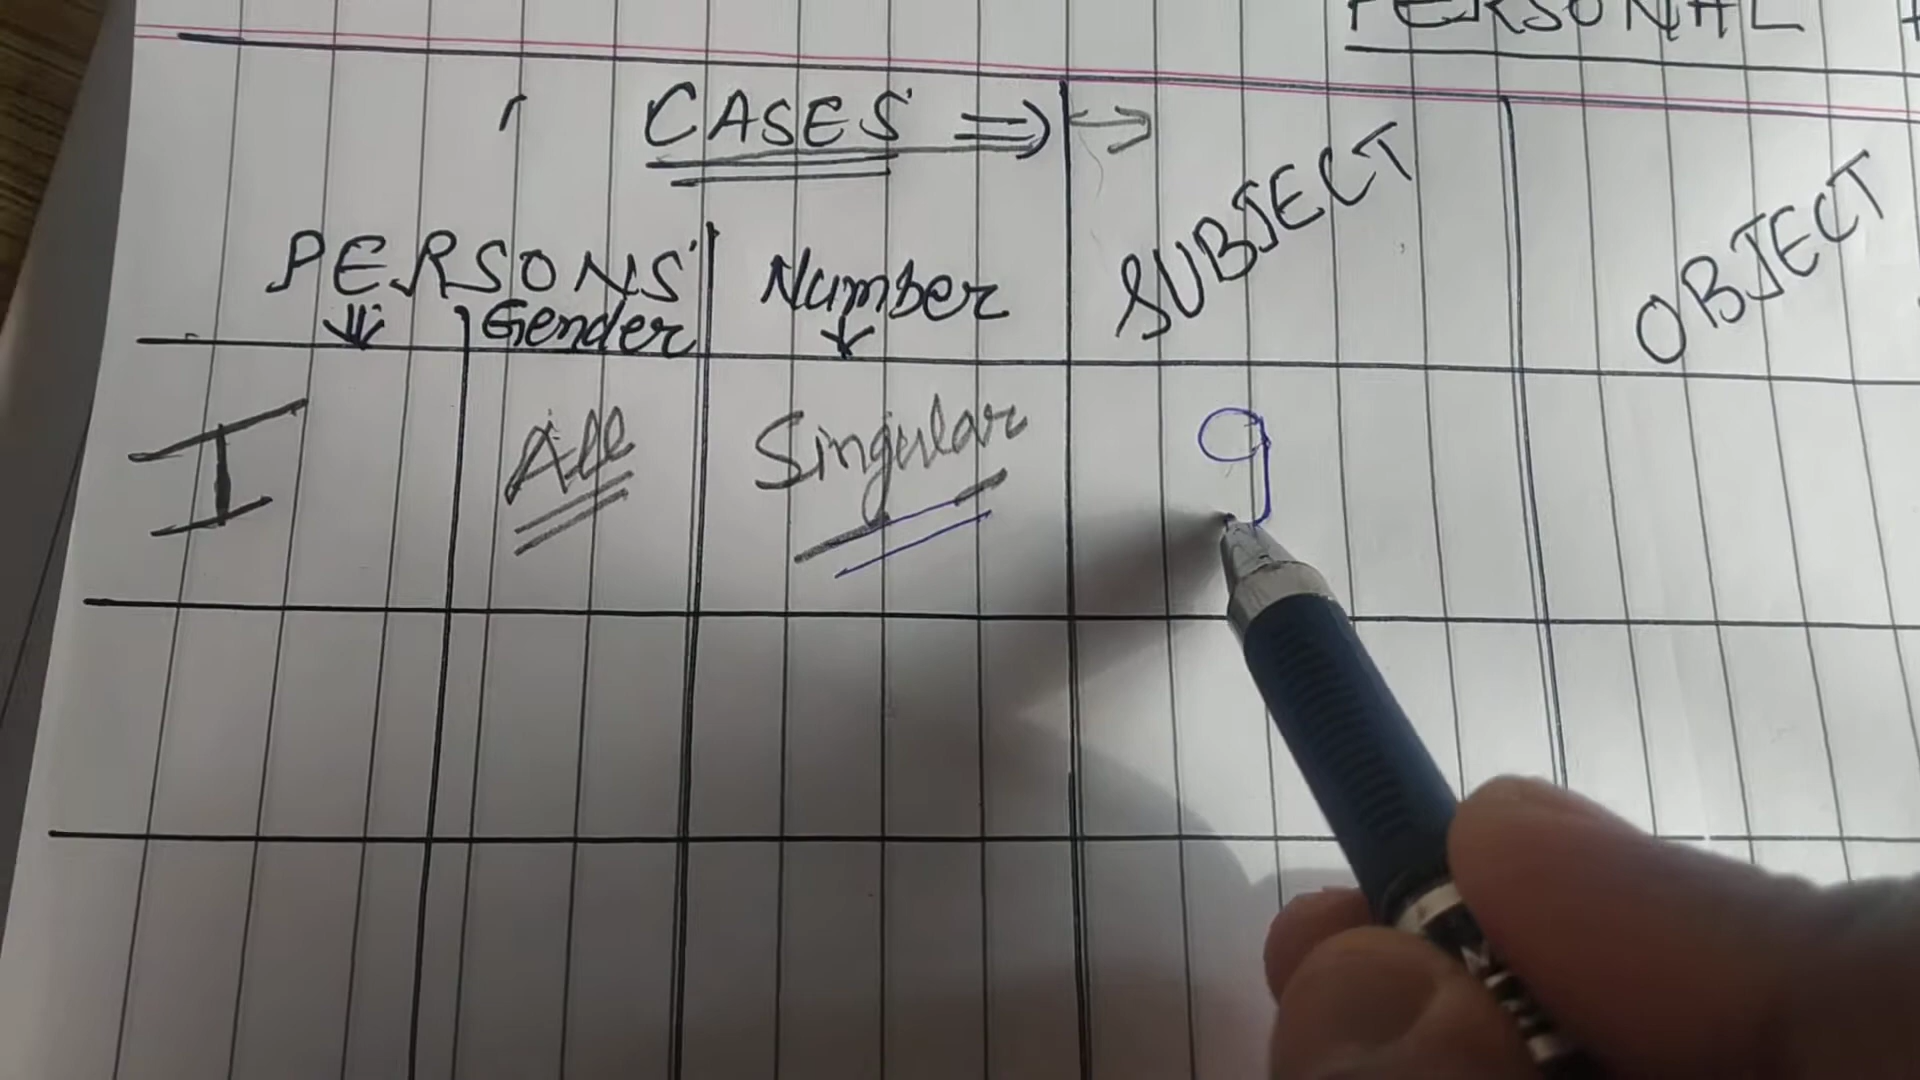 PERSONAL
CASES
SUBJECT
OBJECT
PERSONS
Number
Gender
I
All
Singular